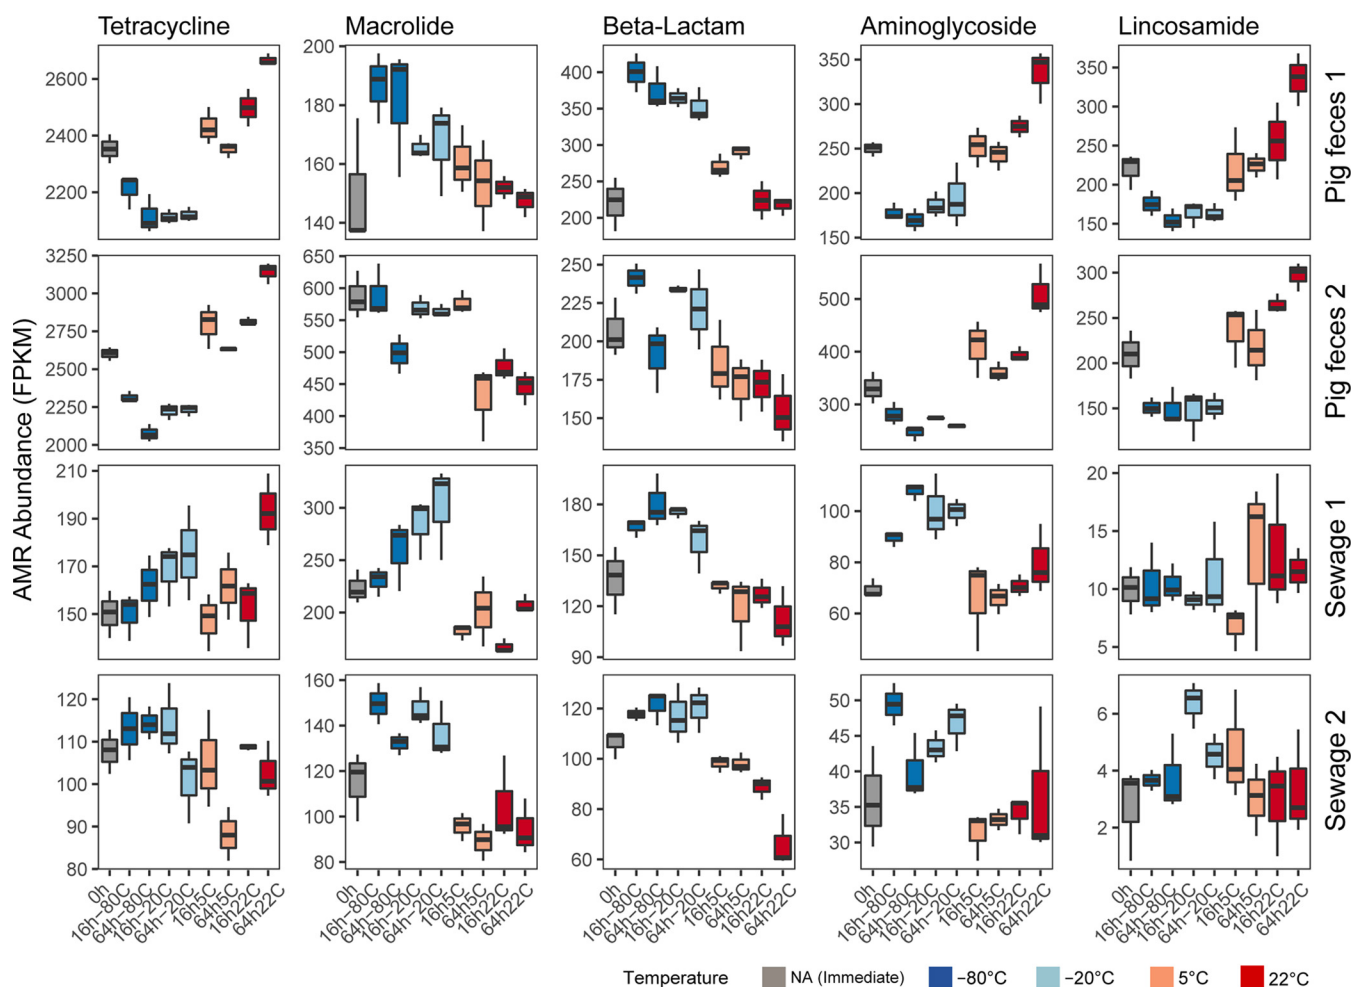 Tetracycline Macrolide Beta-Lactam Aminoglycoside Lincosamide
AMR Abundance (FPKM)
2600 2400 2200
200 180 160 140
400 350 300 250 200
350 300 250 200 150
350 300 250 200 150
Pig feces 1
3250 3000 2750 2500 2250 2000
650 600 550 500 450 400 350
250 225 200 175 150
500 400 300
300 250 200 150
Pig feces 2
210 190 170 150
300 250 200
180 150 120 90
100 80 60
20 15 10 5
Sewage 1
120 110 100 90 80
160 140 120 100 80
120 100 80 60
50 45 40 35 30
6 4 2
Sewage 2
0h 16h−80C 64h−80C 16h−20C 64h−20C 16h5C 64h5C 16h22C 64h22C
0h 16h−80C 64h−80C 16h−20C 64h−20C 16h5C 64h5C 16h22C 64h22C
0h 16h−80C 64h−80C 16h−20C 64h−20C 16h5C 64h5C 16h22C 64h22C
0h 16h−80C 64h−80C 16h−20C 64h−20C 16h5C 64h5C 16h22C 64h22C
0h 16h−80C 64h−80C 16h−20C 64h−20C 16h5C 64h5C 16h22C 64h22C
Temperature NA (Immediate) −80°C −20°C 5°C 22°C